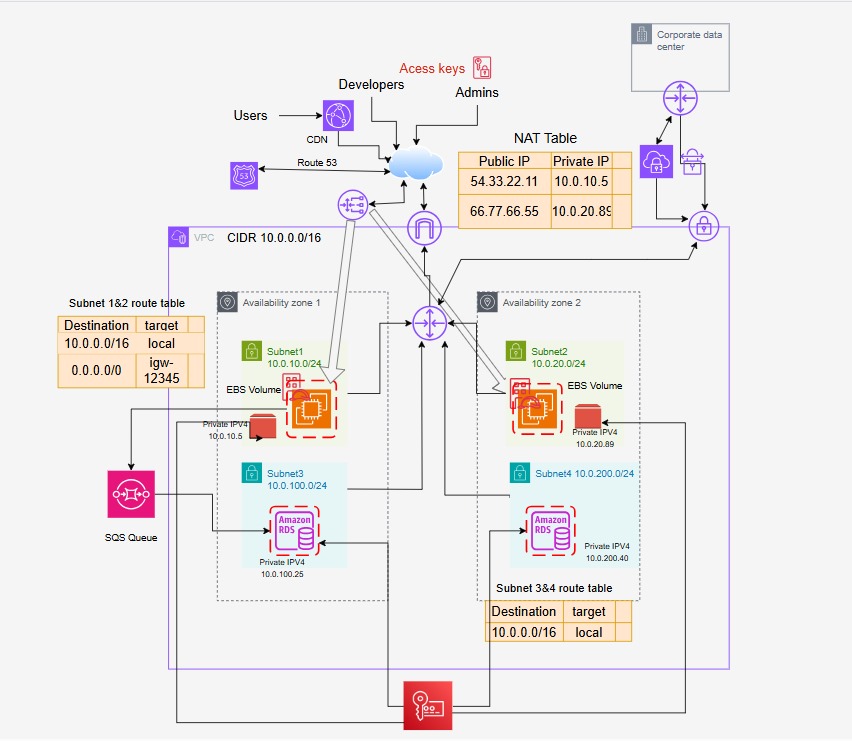 Corporate data
center
Acess keys
Developers
Admins
Users
CDN
Route 53
53
NAT Table
Public IP Private IP
54.33.22.11 10.0.10.5
66.77.66.55 10.0.20.89
VPC CIDR 10.0.0.0/16
Subnet 1&2 route table
Destination target
10.0.0.0/16 local
0.0.0.0/0 igw-
12345
Availability zone 1
Subnet1
10.0.10.0/24
EBS Volume
Private IPV4
10.0.10.5
Subnet3
10.0.100.0/24
Amazon
RDS
Private IPV4
10.0.100.25
SQS Queue
Availability zone 2
Subnet2
10.0.20.0/24
EBS Volume
Private IPV4
10.0.20.89
Subnet4 10.0.200.0/24
Amazon
RDS
Private IPV4
10.0.200.40
Subnet 3&4 route table
Destination target
10.0.0.0/16 local